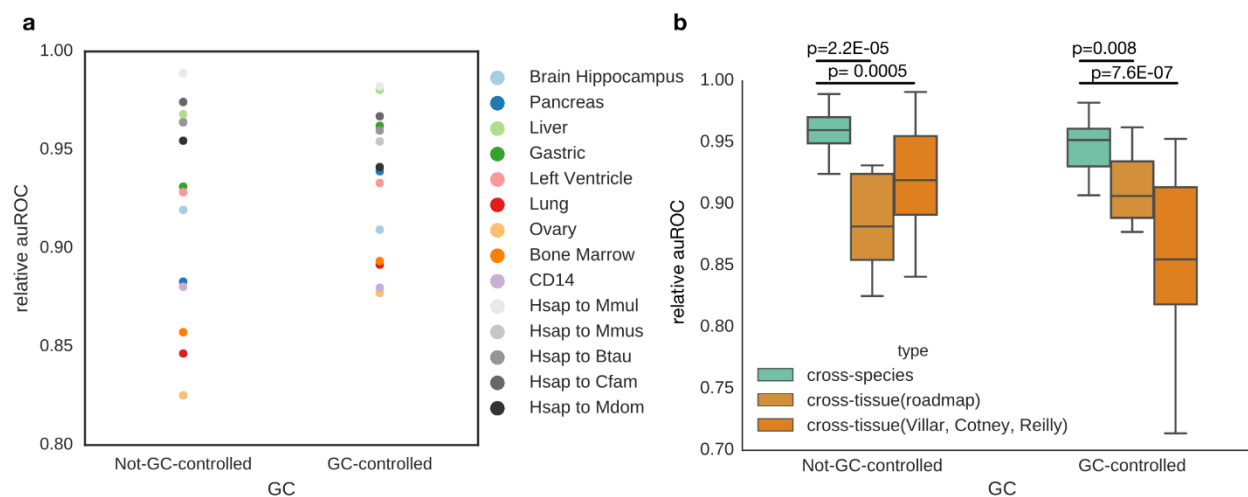 a
1.00
0.95
0.90
0.85
0.80
relative auROC
Not-GC-controlled
GC-controlled
GC
Brain Hippocampus
Pancreas
Liver
Gastric
Left Ventricle
Lung
Ovary
Bone Marrow
CD14
Hsap to Mmul
Hsap to Mmus
Hsap to Btau
Hsap to Cfam
Hsap to Mdom
b
p=2.2E-05
p= 0.0005
p=0.008
p=7.6E-07
1.00
0.95
0.90
0.85
0.80
0.75
0.70
relative auROC
type
cross-species
cross-tissue(roadmap)
cross-tissue(Villar, Cotney, Reilly)
Not-GC-controlled
GC-controlled
GC